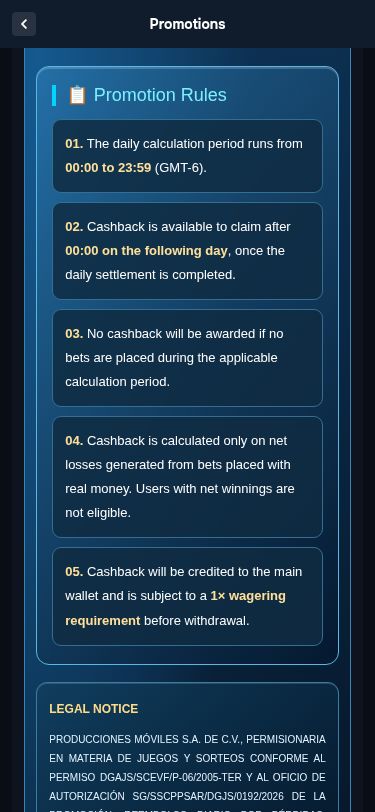 Promotions
📋 Promotion Rules
01. The daily calculation period runs from
00:00 to 23:59 (GMT-6).
02. Cashback is available to claim after
00:00 on the following day, once the
daily settlement is completed.
03. No cashback will be awarded if no
bets are placed during the applicable
calculation period.
04. Cashback is calculated only on net
losses generated from bets placed with
real money. Users with net winnings are
not eligible.
05. Cashback will be credited to the main
wallet and is subject to a 1× wagering
requirement before withdrawal.
LEGAL NOTICE
PRODUCCIONES MÓVILES S.A. DE C.V., PERMISIONARIA
EN MATERIA DE JUEGOS Y SORTEOS CONFORME AL
PERMISO DGAJS/SCEVF/P-06/2005-TER Y AL OFICIO DE
AUTORIZACIÓN SG/SSCPPSAR/DGJS/0192/2026 DE LA